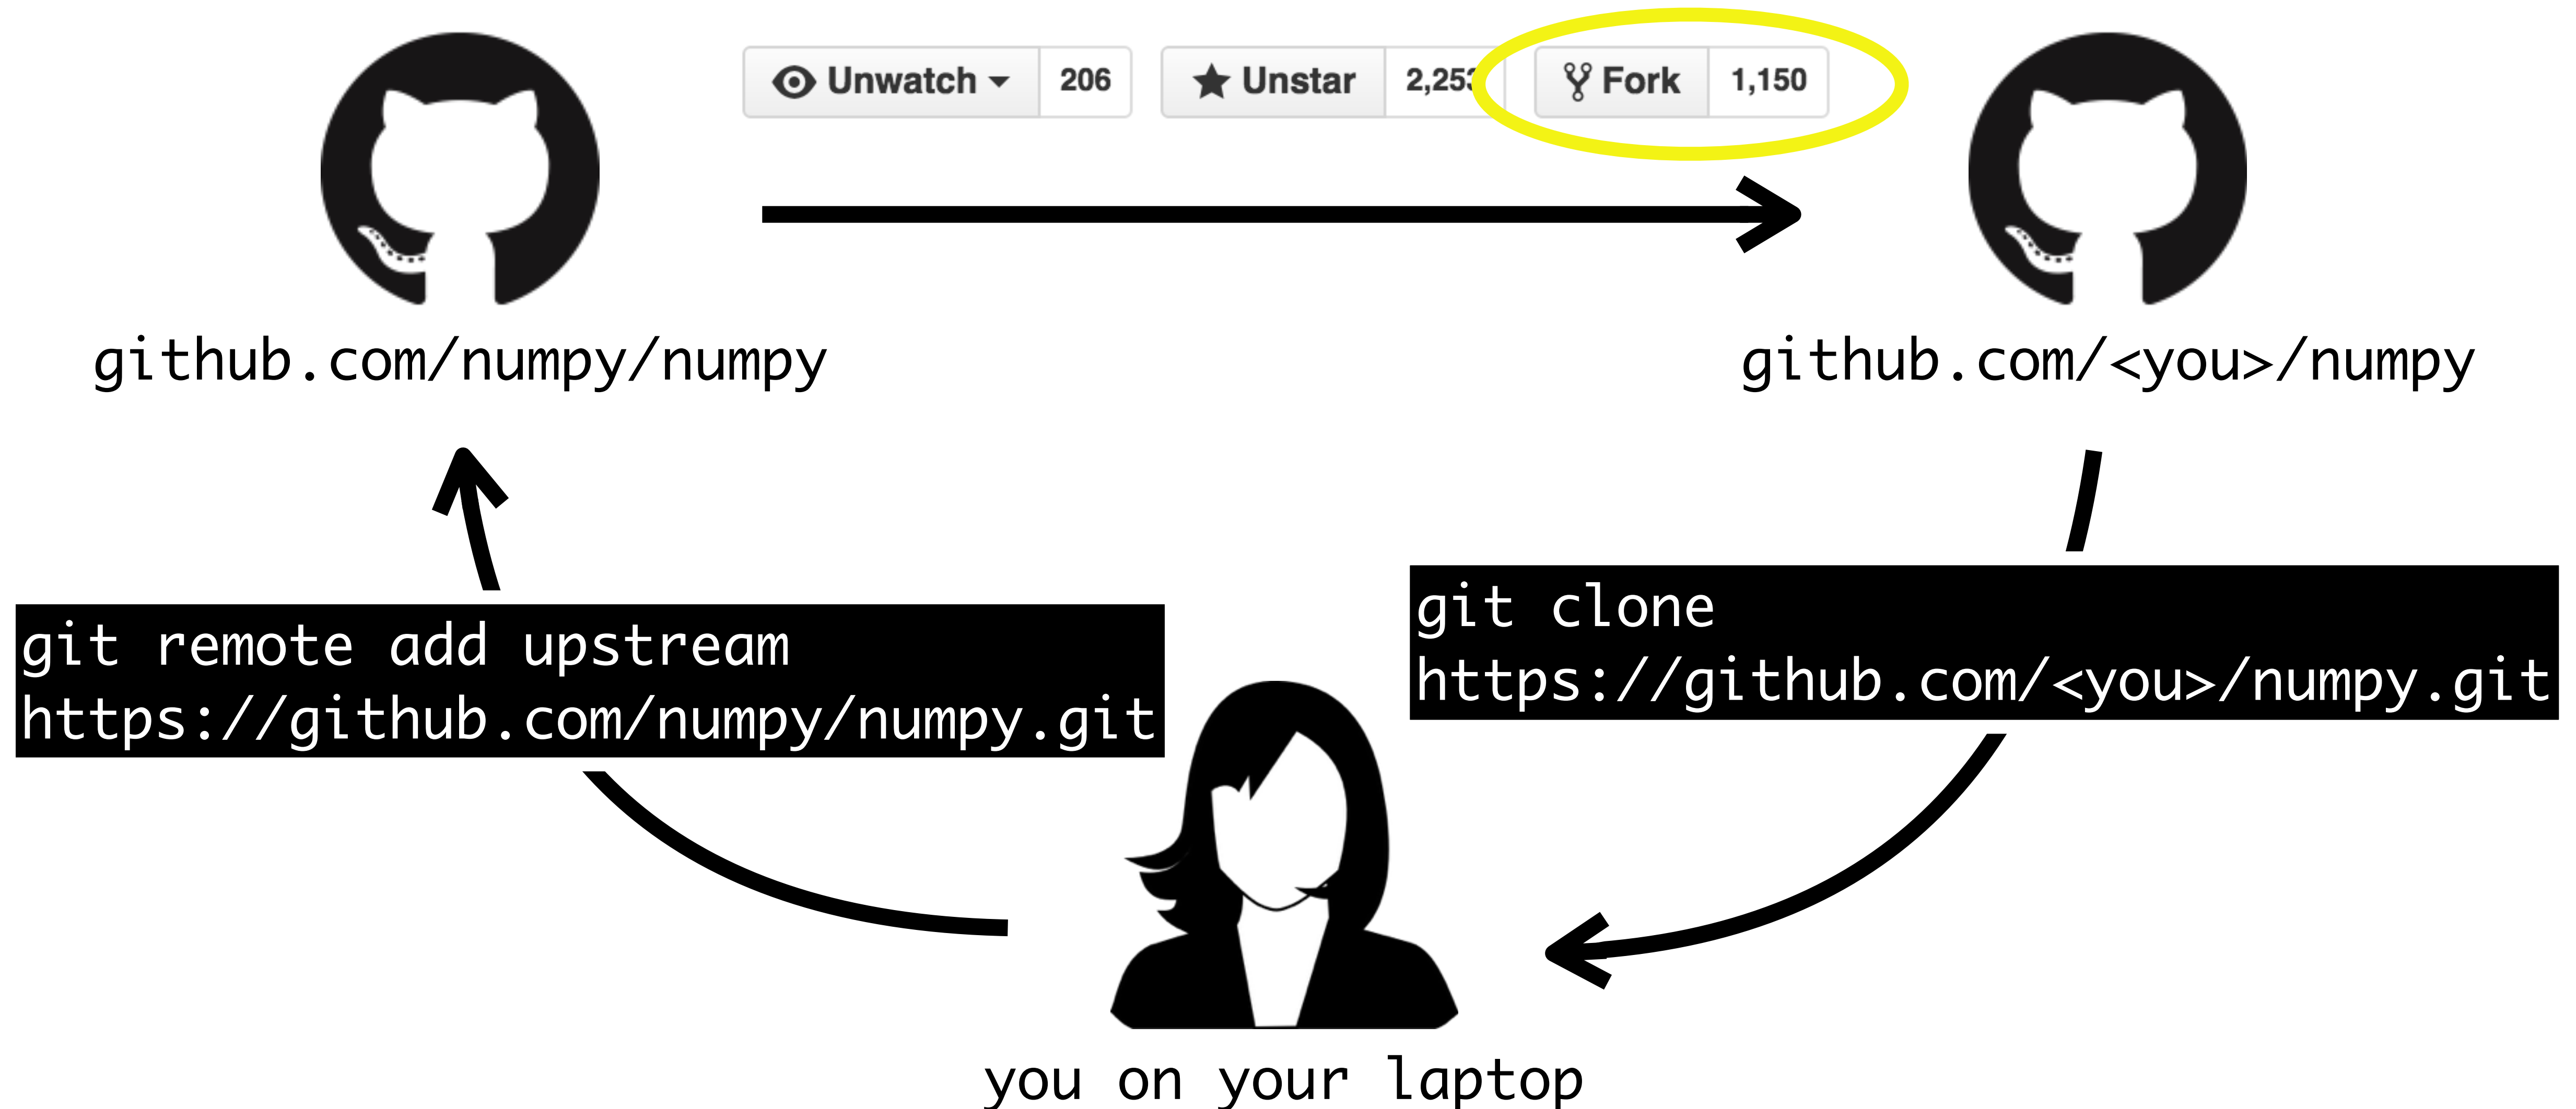 Unwatch 206 Unstar 2,253 Fork 1,150
github.com/numpy/numpy
github.com/<you>/numpy
git remote add upstream
https://github.com/numpy/numpy.git
git clone
https://github.com/<you>/numpy.git
you on your laptop